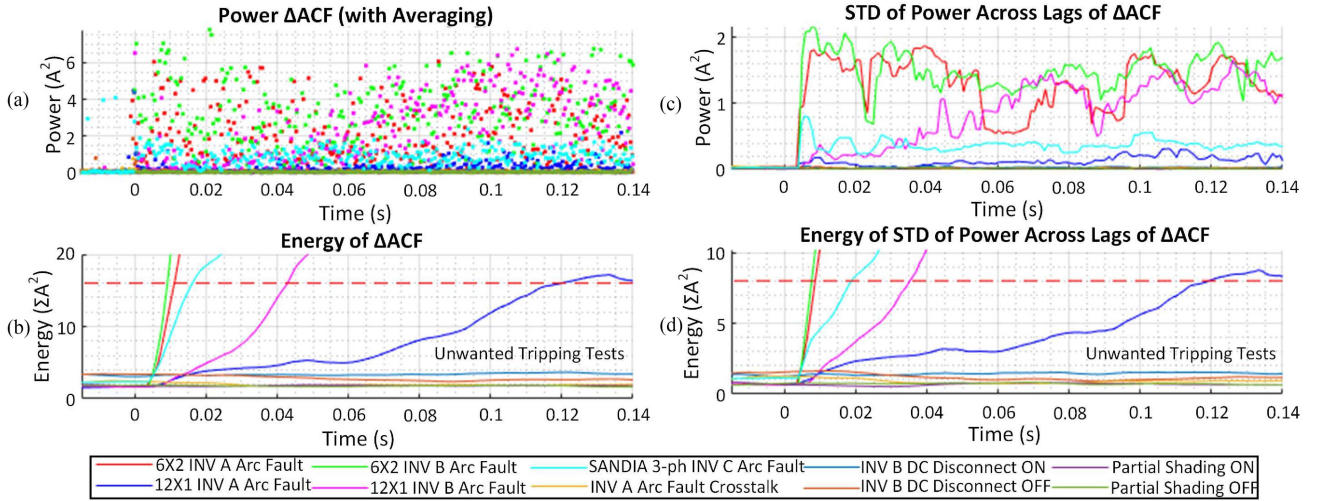 Power ΔACF (with Averaging)
(a)
Power (A²)
6
4
2
0
0 0.02 0.04 0.06 0.08 0.1 0.12 0.14
Time (s)
Energy of ΔACF
(b)
Energy (ΣA²)
20
10
0
Unwanted Tripping Tests
0 0.02 0.04 0.06 0.08 0.1 0.12 0.14
Time (s)
STD of Power Across Lags of ΔACF
(c)
Power (A²)
2
1
0
0 0.02 0.04 0.06 0.08 0.1 0.12 0.14
Time (s)
Energy of STD of Power Across Lags of ΔACF
(d)
Energy (ΣA²)
10
5
0
Unwanted Tripping Tests
0 0.02 0.04 0.06 0.08 0.1 0.12 0.14
Time (s)
6X2 INV A Arc Fault 6X2 INV B Arc Fault SANDIA 3-ph INV C Arc Fault INV B DC Disconnect ON Partial Shading ON
12X1 INV A Arc Fault 12X1 INV B Arc Fault INV A Arc Fault Crosstalk INV B DC Disconnect OFF Partial Shading OFF